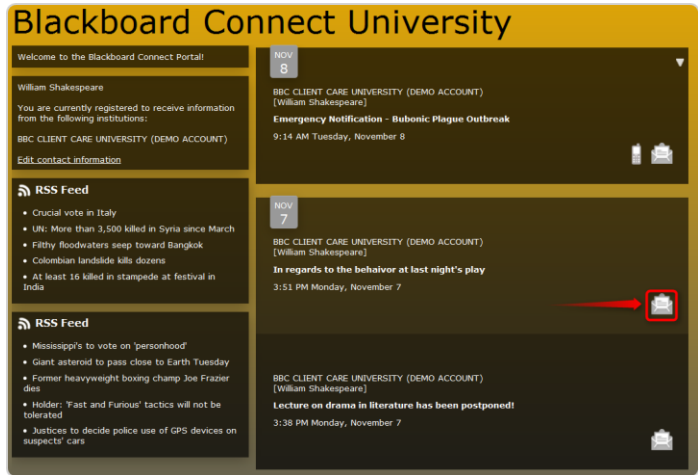 Blackboard Connect University
Welcome to the Blackboard Connect Portal!
William Shakespeare
You are currently registered to receive information
from the following institutions:
BBC CLIENT CARE UNIVERSITY (DEMO ACCOUNT)
Edit contact information
RSS Feed
• Crucial vote in Italy
• UN: More than 3,500 killed in Syria since March
• Filthy floodwaters seep toward Bangkok
• Colombian landslide kills dozens
• At least 16 killed in stampede at festival in
India
RSS Feed
• Mississippi's to vote on 'personhood'
• Giant asteroid to pass close to Earth Tuesday
• Former heavyweight boxing champ Joe Frazier
dies
• Holder: 'Fast and Furious' tactics will not be
tolerated
• Justices to decide police use of GPS devices on
suspects' cars
NOV
8
BBC CLIENT CARE UNIVERSITY (DEMO ACCOUNT)
[William Shakespeare]
Emergency Notification - Bubonic Plague Outbreak
9:14 AM Tuesday, November 8
NOV
7
BBC CLIENT CARE UNIVERSITY (DEMO ACCOUNT)
[William Shakespeare]
In regards to the behaivor at last night's play
3:51 PM Monday, November 7
BBC CLIENT CARE UNIVERSITY (DEMO ACCOUNT)
[William Shakespeare]
Lecture on drama in literature has been postponed!
3:38 PM Monday, November 7